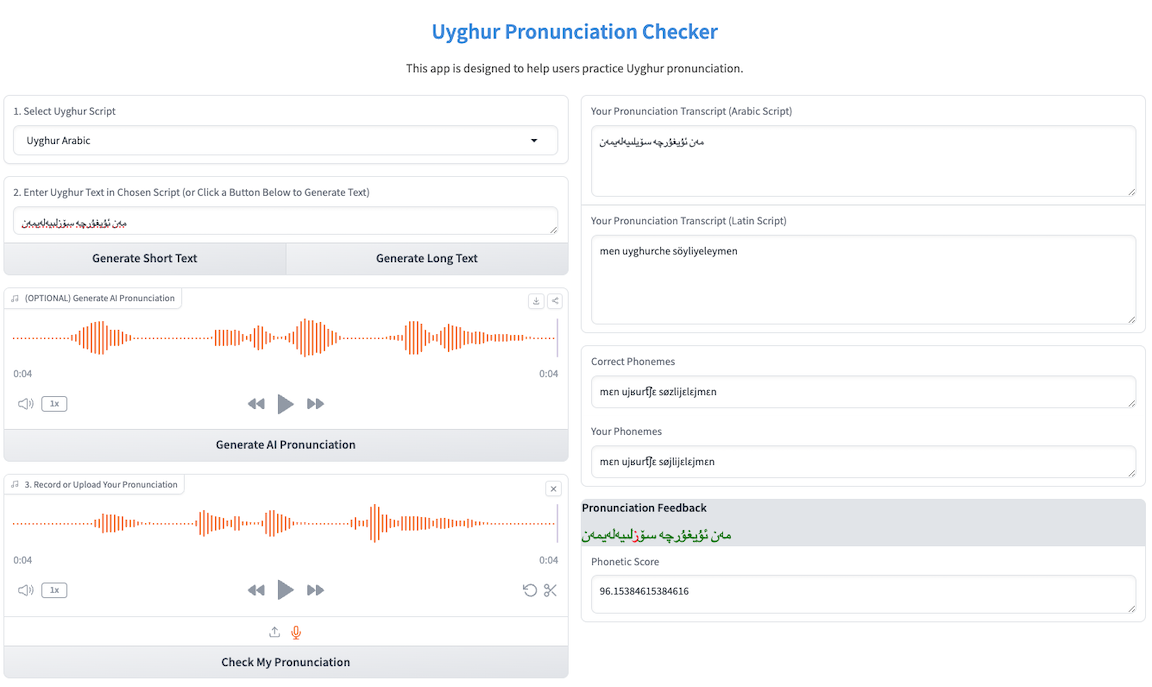 Uyghur Pronunciation Checker
This app is designed to help users practice Uyghur pronunciation.
1. Select Uyghur Script
Uyghur Arabic
2. Enter Uyghur Text in Chosen Script (or Click a Button Below to Generate Text)
مەن ئۇيغۇرچە سۆزلىيەلەيمەن
Generate Short Text
Generate Long Text
(OPTIONAL) Generate AI Pronunciation
0:04
0:04
1x
Generate AI Pronunciation
3. Record or Upload Your Pronunciation
0:04
0:04
1x
Check My Pronunciation
Your Pronunciation Transcript (Arabic Script)
مەن ئۇيغۇرچە سۆيلىيەلەيمەن
Your Pronunciation Transcript (Latin Script)
men uyghurche söyliyeleymen
Correct Phonemes
mɛn ujʁurt͡ʃɛ søzlijɛlɛjmɛn
Your Phonemes
mɛn ujʁurt͡ʃɛ søjlijɛlɛjmɛn
Pronunciation Feedback
مەن ئۇيغۇرچە سۆزلىيەلەيمەن
Phonetic Score
96.15384615384616